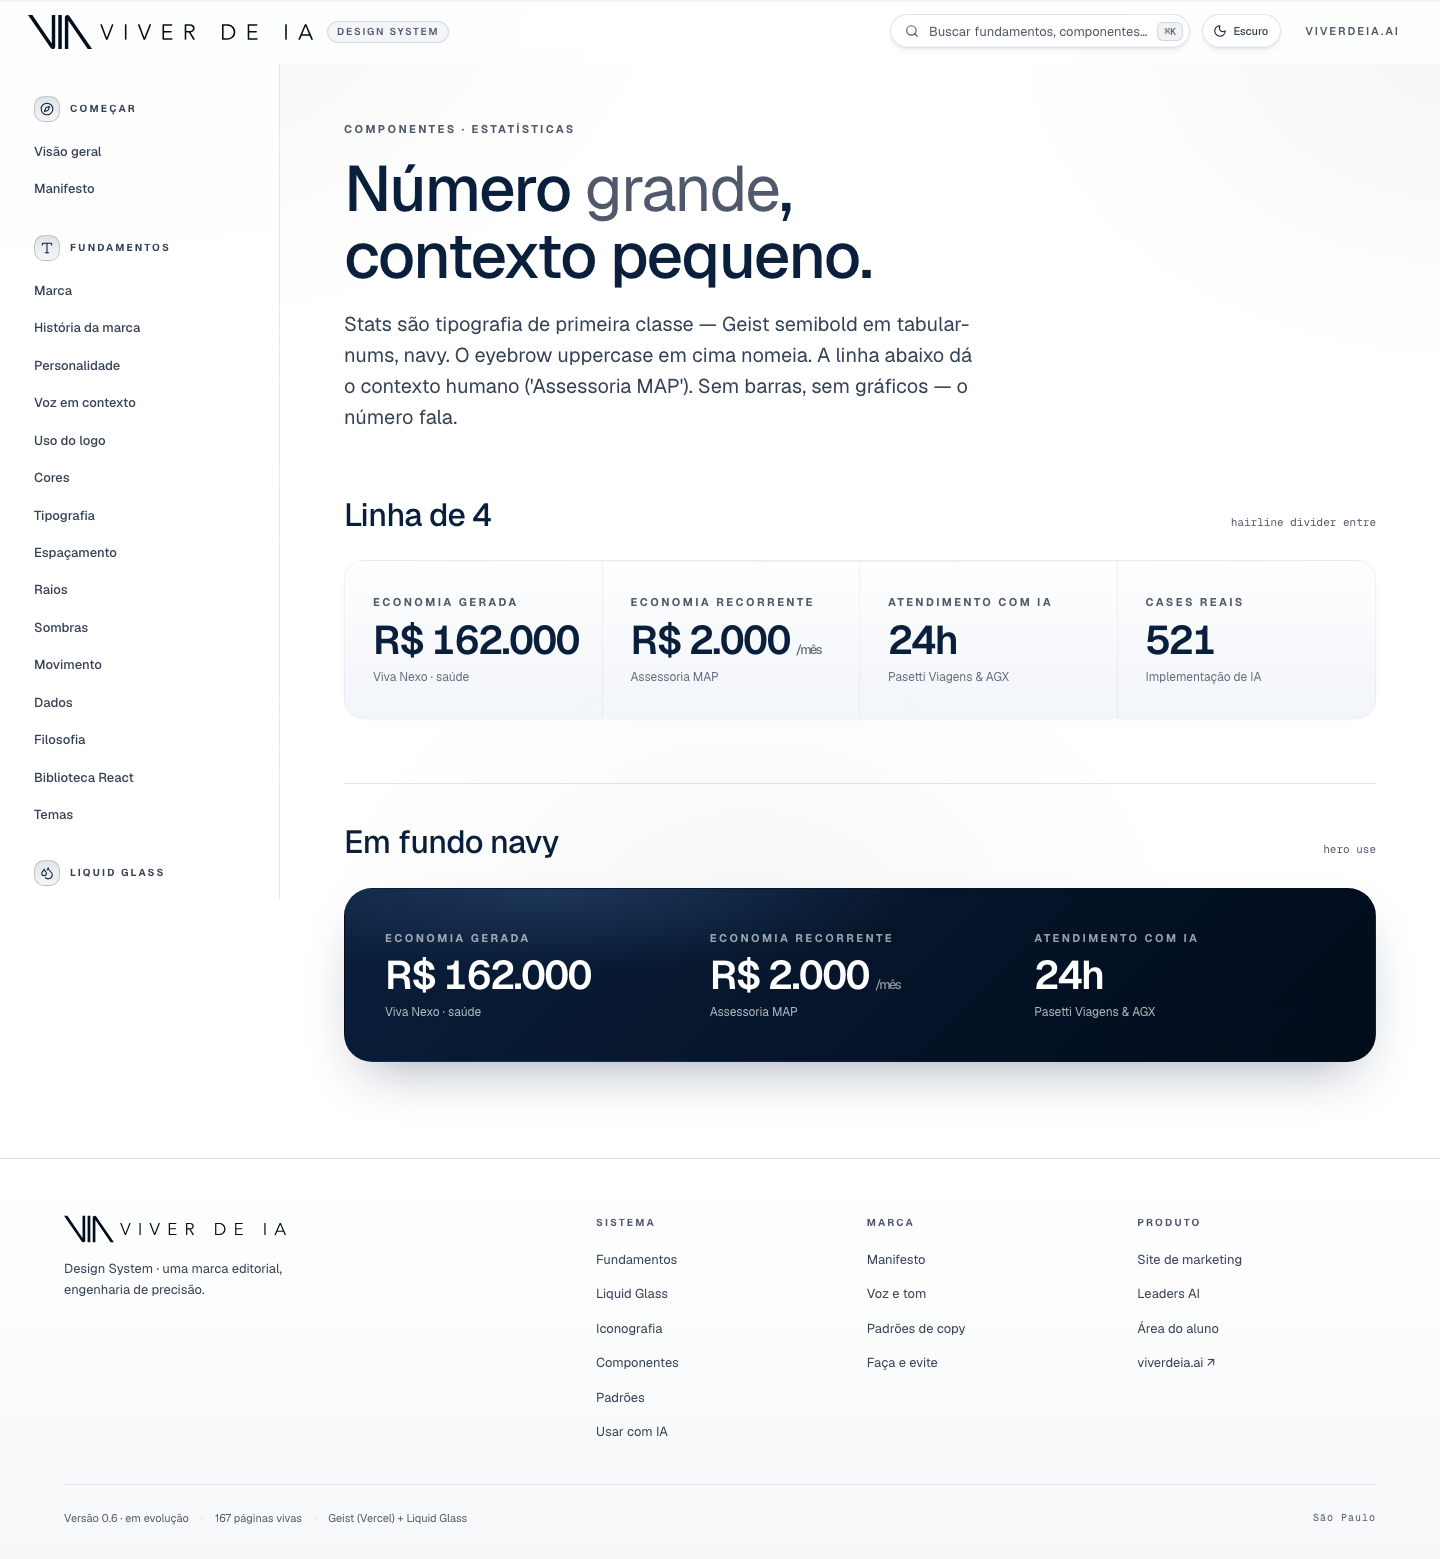 VIVER DE IA
DESIGN SYSTEM
Buscar fundamentos, componentes...
⌘K
Escuro
VIVERDEIA.AI
COMEÇAR
Visão geral
Manifesto
FUNDAMENTOS
Marca
História da marca
Personalidade
Voz em contexto
Uso do logo
Cores
Tipografia
Espaçamento
Raios
Sombras
Movimento
Dados
Filosofia
Biblioteca React
Temas
LIQUID GLASS
COMPONENTES · ESTATÍSTICAS
Número grande,
contexto pequeno.
Stats são tipografia de primeira classe — Geist semibold em tabular-
nums, navy. O eyebrow uppercase em cima nomeia. A linha abaixo dá
o contexto humano ('Assessoria MAP'). Sem barras, sem gráficos — o
número fala.
Linha de 4
hairline divider entre
ECONOMIA GERADA
R$ 162.000
Viva Nexo · saúde
ECONOMIA RECORRENTE
R$ 2.000 /mês
Assessoria MAP
ATENDIMENTO COM IA
24h
Pasetti Viagens & AGX
CASES REAIS
521
Implementação de IA
Em fundo navy
hero use
ECONOMIA GERADA
R$ 162.000
Viva Nexo · saúde
ECONOMIA RECORRENTE
R$ 2.000 /mês
Assessoria MAP
ATENDIMENTO COM IA
24h
Pasetti Viagens & AGX
VIVER DE IA
Design System · uma marca editorial,
engenharia de precisão.
SISTEMA
Fundamentos
Liquid Glass
Iconografia
Componentes
Padrões
Usar com IA
MARCA
Manifesto
Voz e tom
Padrões de copy
Faça e evite
PRODUTO
Site de marketing
Leaders AI
Área do aluno
viverdeia.ai ↗
Versão 0.6 · em evolução · 167 páginas vivas · Geist (Vercel) + Liquid Glass
São Paulo